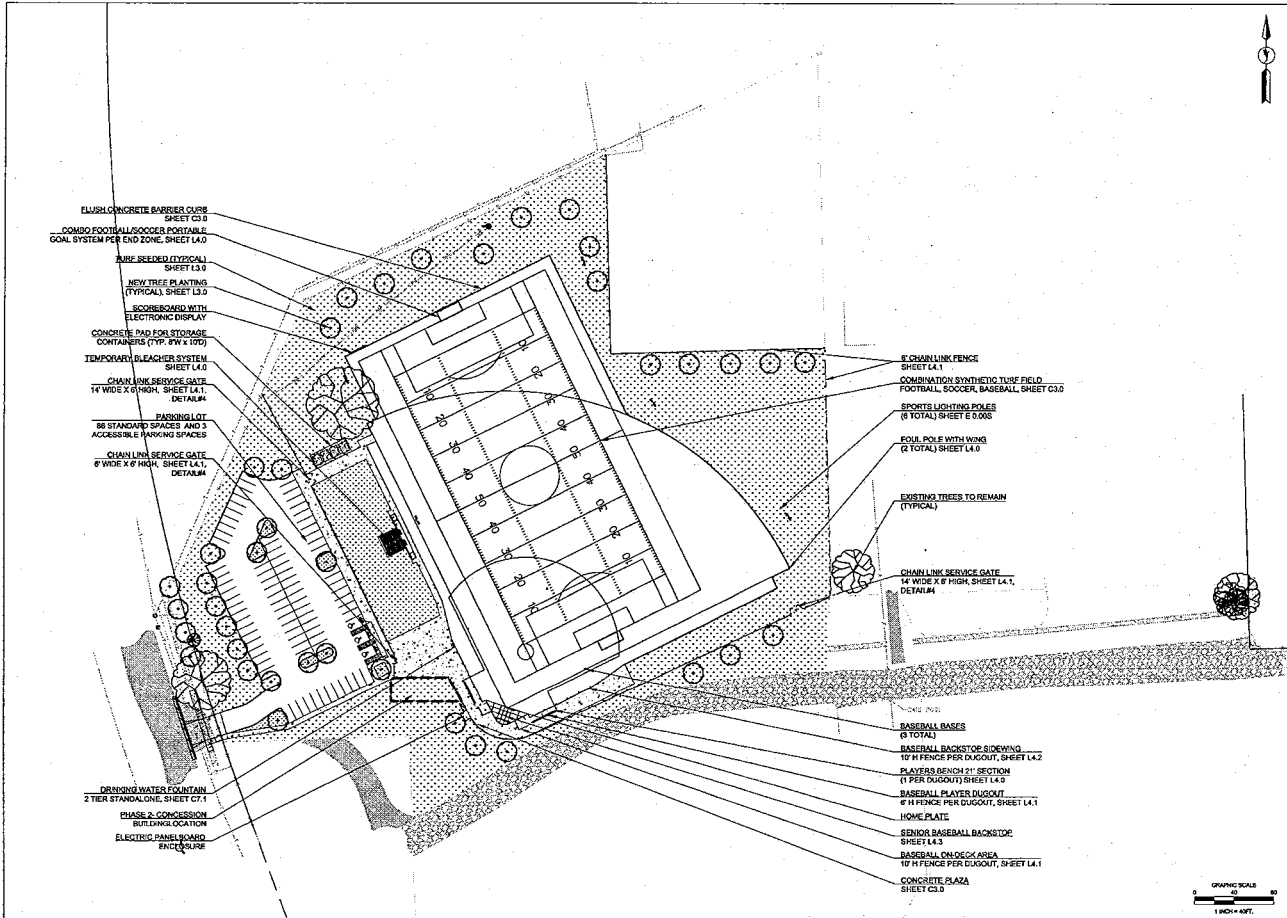 FLUSH CONCRETE BARRIER CURB
SHEET C3.0
COMBO FOOTBALL/SOCCER PORTABLE
GOAL SYSTEM PER END ZONE, SHEET L4.0
TURF SEEDED (TYPICAL)
SHEET L3.0
NEW TREE PLANTING
(TYPICAL), SHEET L3.0
SCOREBOARD WITH
ELECTRONIC DISPLAY
CONCRETE PAD FOR STORAGE
CONTAINERS (TYP. 8'W x 10'D)
TEMPORARY BLEACHER SYSTEM
SHEET L4.0
CHAIN LINK SERVICE GATE
14' WIDE X 6' HIGH, SHEET L4.1,
DETAIL#4
PARKING LOT
86 STANDARD SPACES AND 3
ACCESSIBLE PARKING SPACES
CHAIN LINK SERVICE GATE
6' WIDE X 6' HIGH, SHEET L4.1,
DETAIL#4
DRINKING WATER FOUNTAIN
2 TIER STANDALONE, SHEET C7.1
PHASE 2- CONCESSION
BUILDING LOCATION
ELECTRIC PANELBOARD
ENCLOSURE
10 20 30 40 50 40 30 20 10
10 20 30 40 50 40 30 20 10
6' CHAIN LINK FENCE
SHEET L4.1
COMBINATION SYNTHETIC TURF FIELD
FOOTBALL, SOCCER, BASEBALL, SHEET C3.0
SPORTS LIGHTING POLES
(6 TOTAL) SHEET E 0.00S
FOUL POLE WITH WING
(2 TOTAL) SHEET L4.0
EXISTING TREES TO REMAIN
(TYPICAL)
CHAIN LINK SERVICE GATE
14' WIDE X 6' HIGH, SHEET L4.1,
DETAIL#4
BASEBALL BASES
(3 TOTAL)
BASEBALL BACKSTOP SIDEWING
10' H FENCE PER DUGOUT, SHEET L4.2
PLAYERS BENCH 21' SECTION
(1 PER DUGOUT) SHEET L4.0
BASEBALL PLAYER DUGOUT
6' H FENCE PER DUGOUT, SHEET L4.1
HOME PLATE
SENIOR BASEBALL BACKSTOP
SHEET L4.3
BASEBALL ON-DECK AREA
10' H FENCE PER DUGOUT, SHEET L4.1
CONCRETE PLAZA
SHEET C3.0
GRAPHIC SCALE
0 40 80
1 INCH = 40FT.